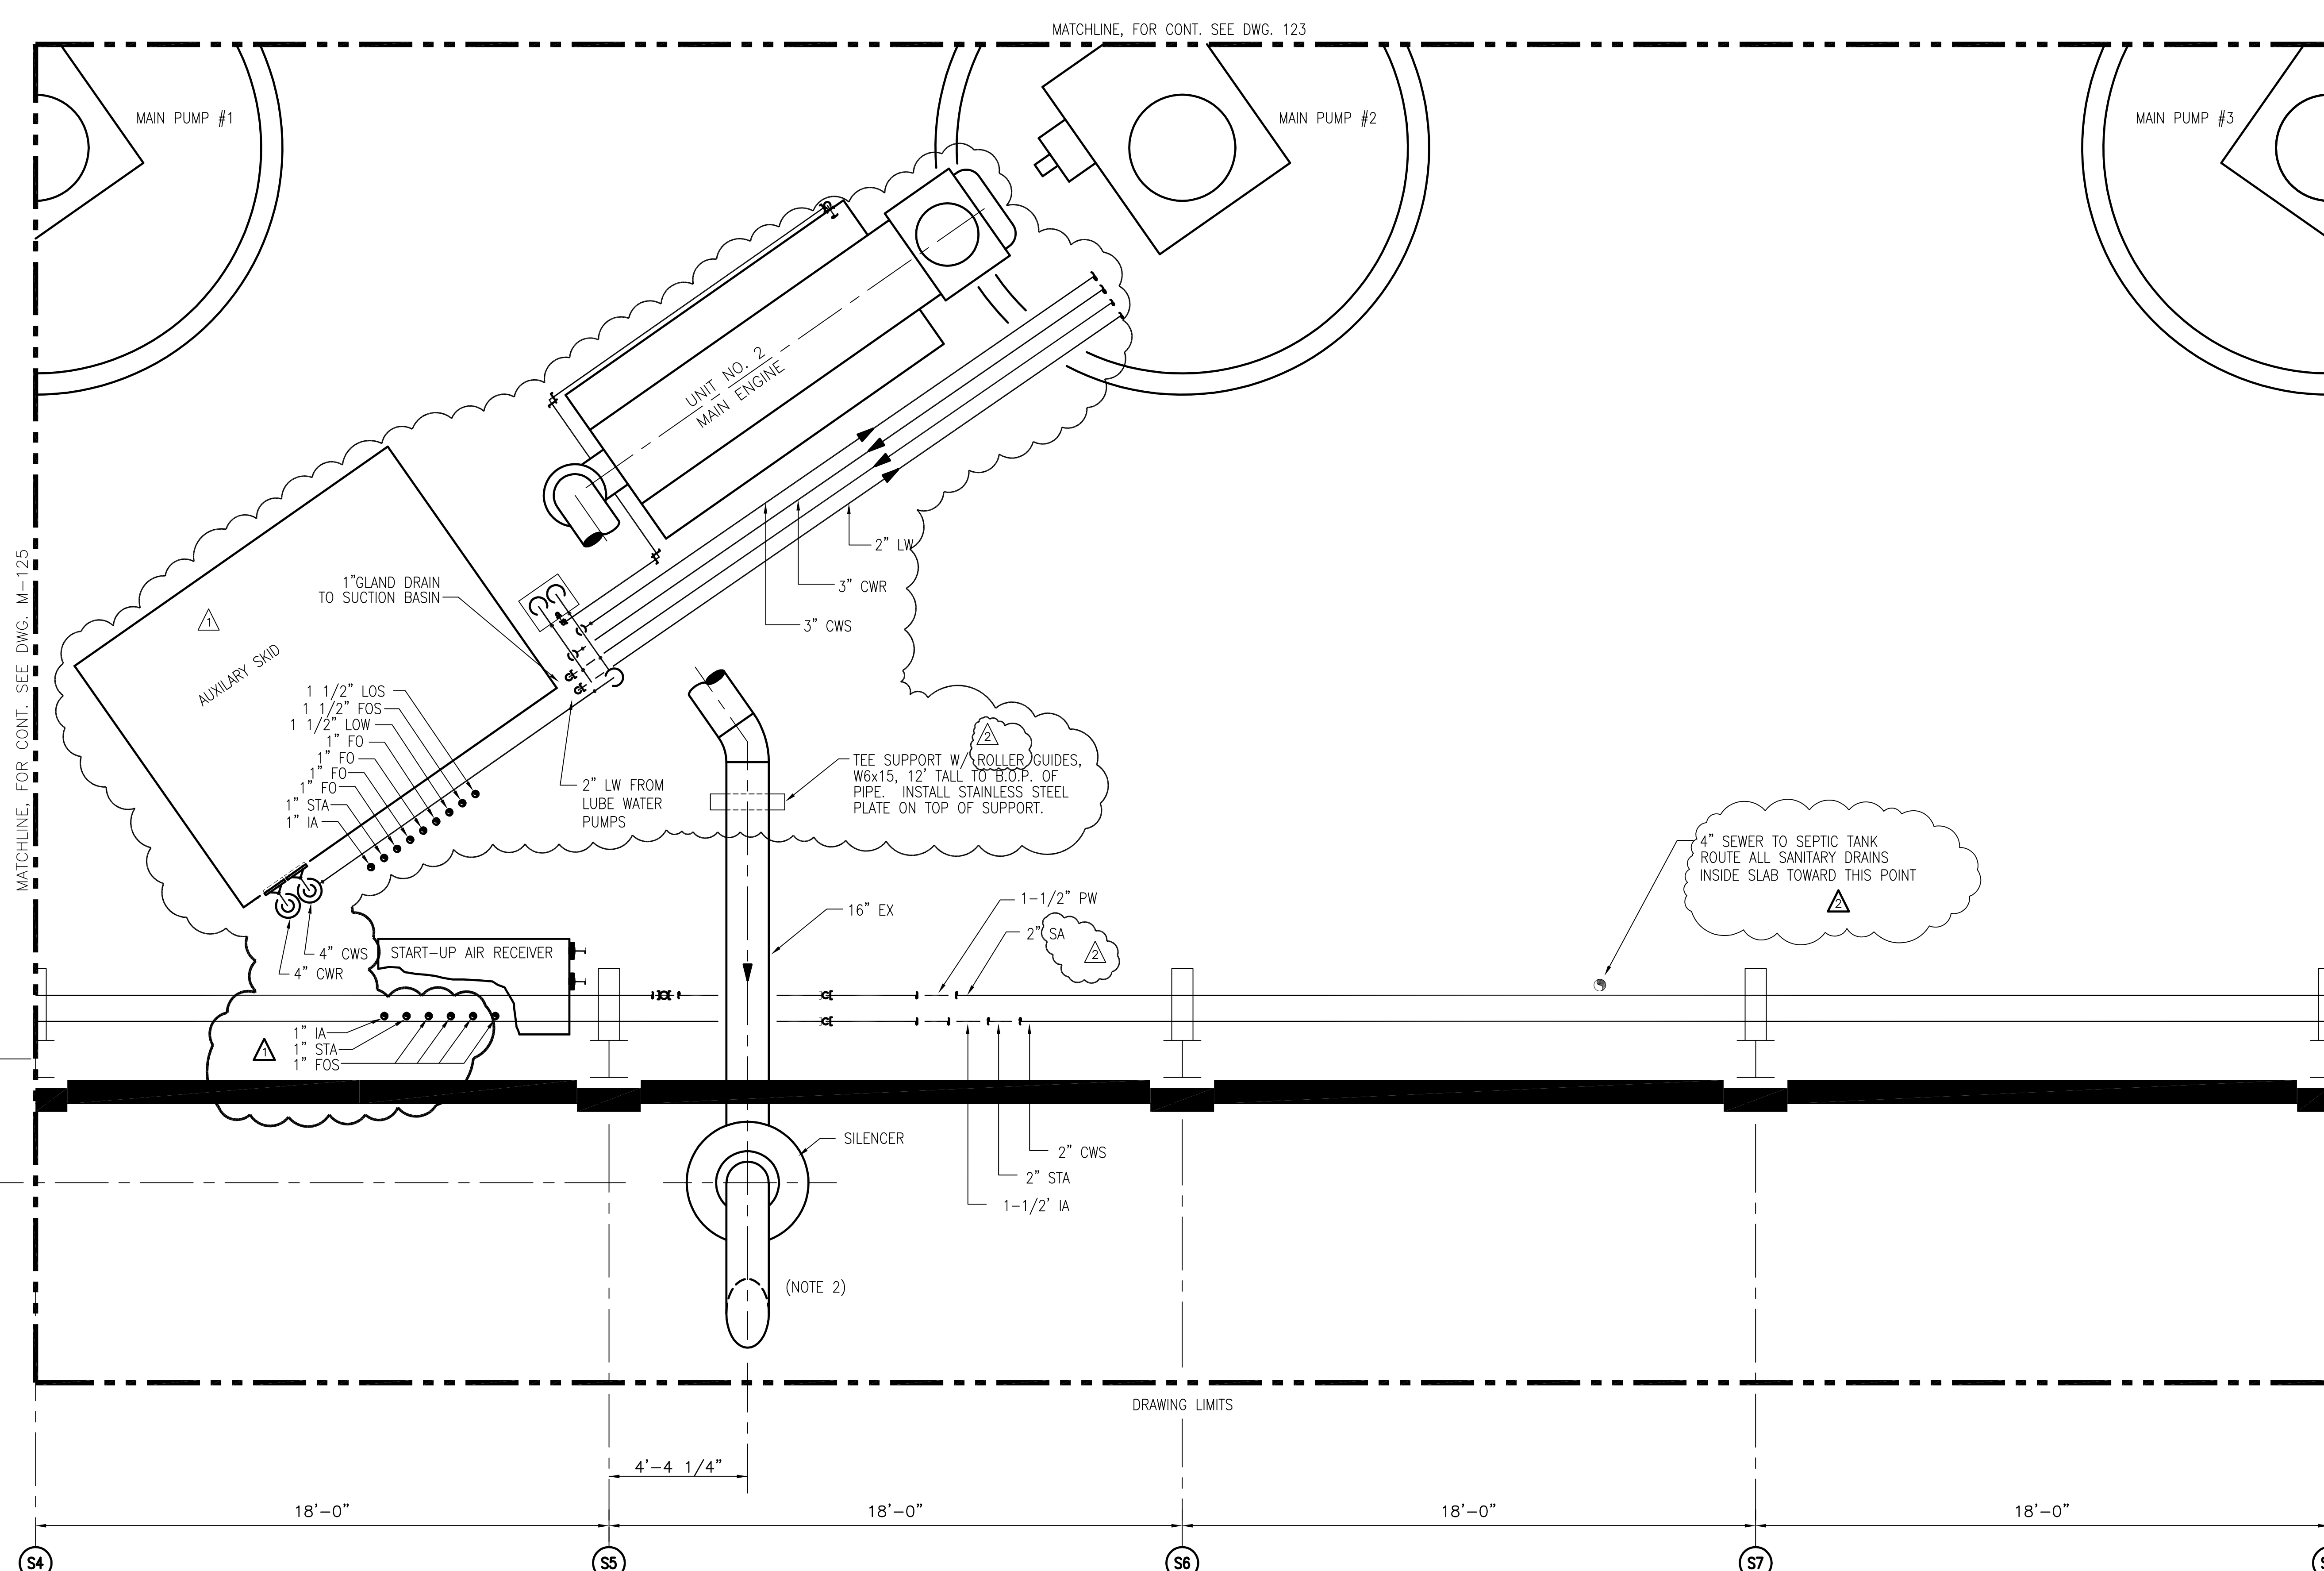 MATCHLINE, FOR CONT. SEE DWG. 123
MAIN PUMP #1
MAIN PUMP #2
MAIN PUMP #3
UNIT NO. 2
MAIN ENGINE
MATCHLINE, FOR CONT. SEE DWG. M-125
2" LW
3" CWR
3" CWS
1"GLAND DRAIN
TO SUCTION BASIN
1
AUXILARY SKID
1 1/2" LOS
1 1/2" FOS
1 1/2" LOW
1" FO
1" FO
1" FO
1" FO
1" STA
1" IA
2" LW FROM
LUBE WATER
PUMPS
2
TEE SUPPORT W/ ROLLER GUIDES,
W6x15, 12' TALL TO B.O.P. OF
PIPE. INSTALL STAINLESS STEEL
PLATE ON TOP OF SUPPORT.
4" SEWER TO SEPTIC TANK
ROUTE ALL SANITARY DRAINS
INSIDE SLAB TOWARD THIS POINT
2
16" EX
1-1/2" PW
2" SA
2
4" CWS
4" CWR
START-UP AIR RECEIVER
1" IA
1" STA
1" FOS
1
SILENCER
2" CWS
2" STA
1-1/2' IA
(NOTE 2)
DRAWING LIMITS
4'-4 1/4"
18'-0"
18'-0"
18'-0"
18'-0"
S4
S5
S6
S7